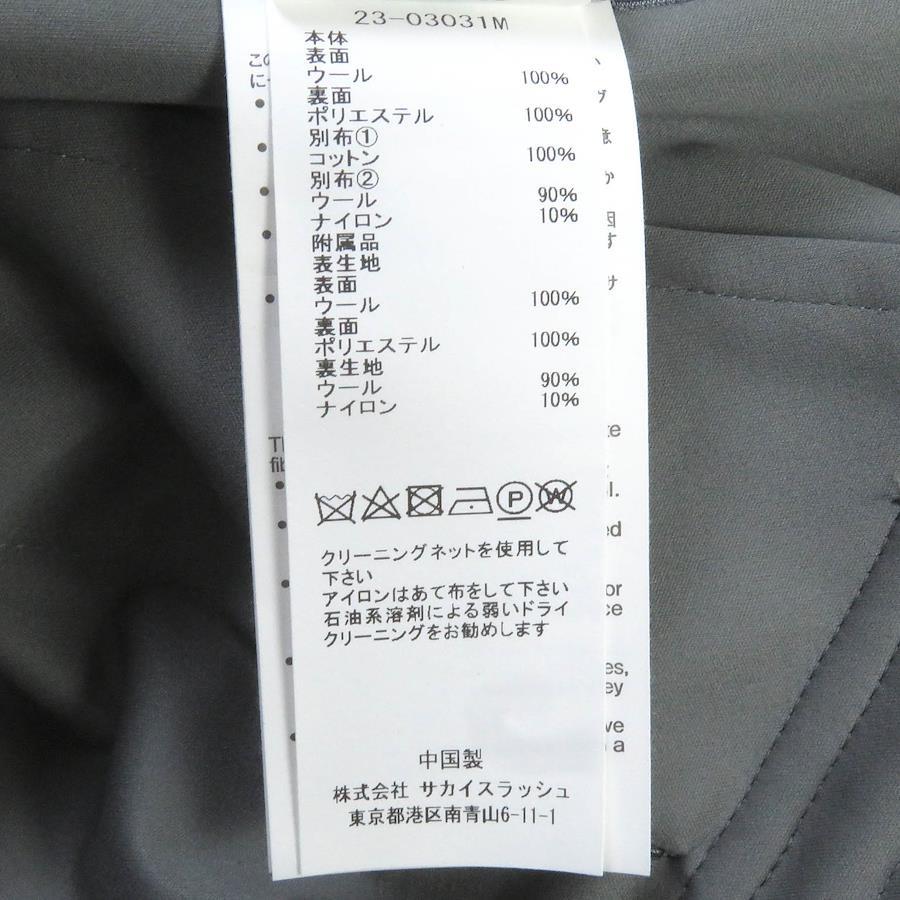 23-03031M
本体
表面
ウール 100%
裏面
ポリエステル 100%
別布①
コットン 100%
別布②
ウール 90%
ナイロン 10%
附属品
表生地
表面
ウール 100%
裏面
ポリエステル 100%
裏生地
ウール 90%
ナイロン 10%
P W
クリーニングネットを使用して
下さい
アイロンはあて布をして下さい
石油系溶剤による弱いドライ
クリーニングをお勧めします
中国製
株式会社 サカイスラッシュ
東京都港区南青山6-11-1